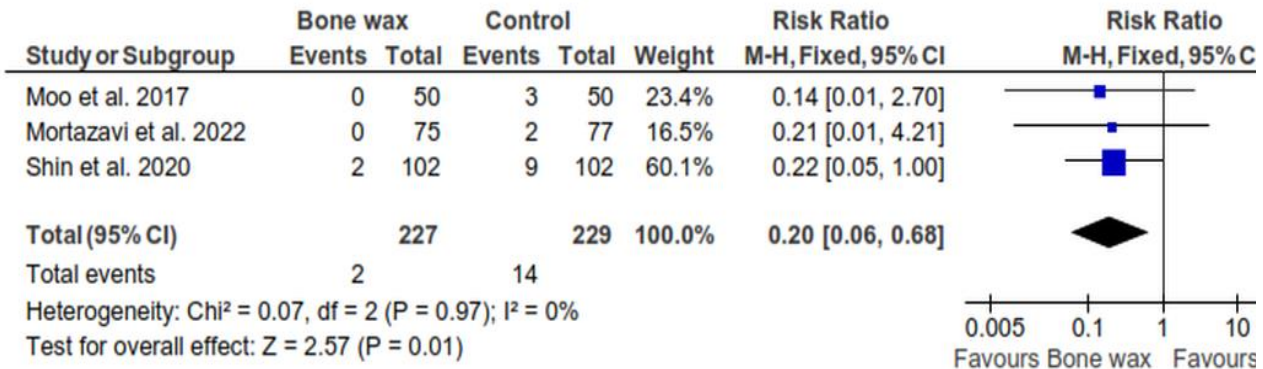 Bone wax Control Risk Ratio Risk Ratio
Study or Subgroup Events Total Events Total Weight M-H, Fixed, 95% CI M-H, Fixed, 95% C
Moo et al. 2017 0 50 3 50 23.4% 0.14 [0.01, 2.70]
Mortazavi et al. 2022 0 75 2 77 16.5% 0.21 [0.01, 4.21]
Shin et al. 2020 2 102 9 102 60.1% 0.22 [0.05, 1.00]
Total (95% CI) 227 229 100.0% 0.20 [0.06, 0.68]
Total events 2 14
Heterogeneity: Chi² = 0.07, df = 2 (P = 0.97); I² = 0%
Test for overall effect: Z = 2.57 (P = 0.01)
0.005 0.1 1 10
Favours Bone wax Favours